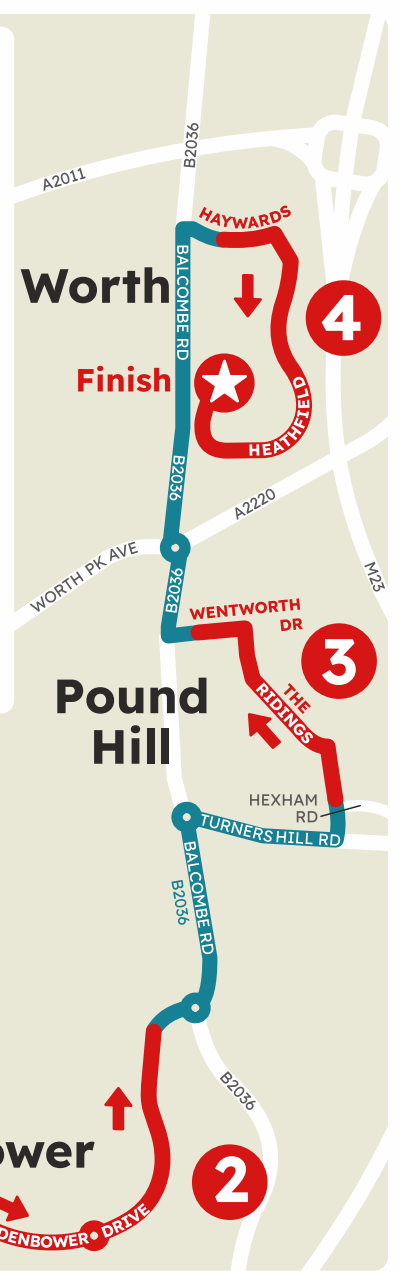 B2036
A2011
HAYWARDS
Worth
BALCOMBE RD
4
Finish
HEATHFIELD
B2036
A2220
WORTH PK AVE
M23
B2036
WENTWORTH
DR
3
Pound
Hill
THE
RIDINGS
HEXHAM
RD
TURNERS HILL RD
BALCOMBE RD
B2036
B2036
ower
2
DENBOWER DRIVE